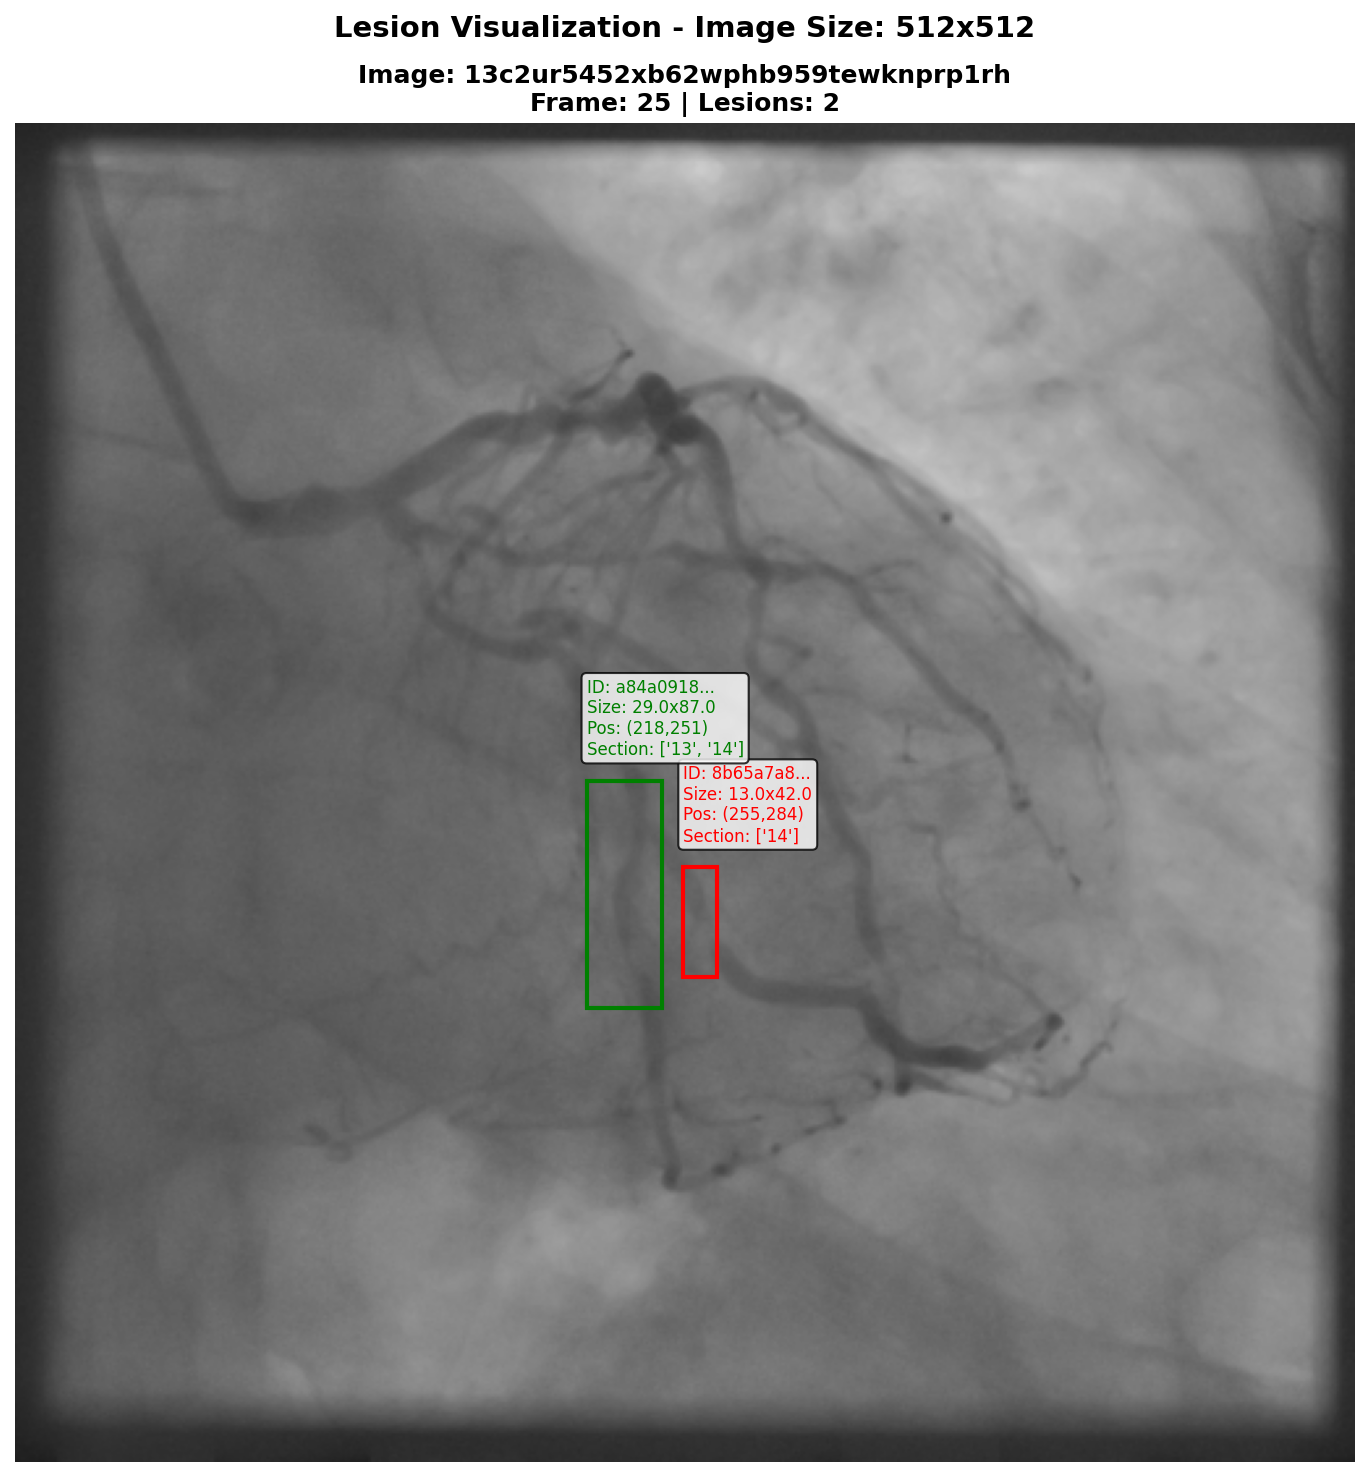 Lesion Visualization - Image Size: 512x512
Image: 13c2ur5452xb62wphb959tewknprp1rh
Frame: 25 | Lesions: 2
ID: a84a0918...
Size: 29.0x87.0
Pos: (218,251)
Section: ['13', '14']
ID: 8b65a7a8...
Size: 13.0x42.0
Pos: (255,284)
Section: ['14']